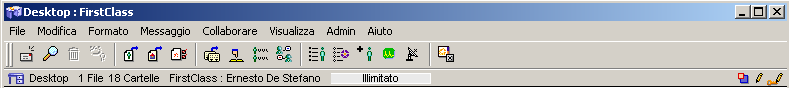 Desktop : FirstClass
File Modifica Formato Messaggio Collaborare Visualizza Admin Aiuto
Desktop 1 File 18 Cartelle FirstClass : Ernesto De Stefano Illimitato